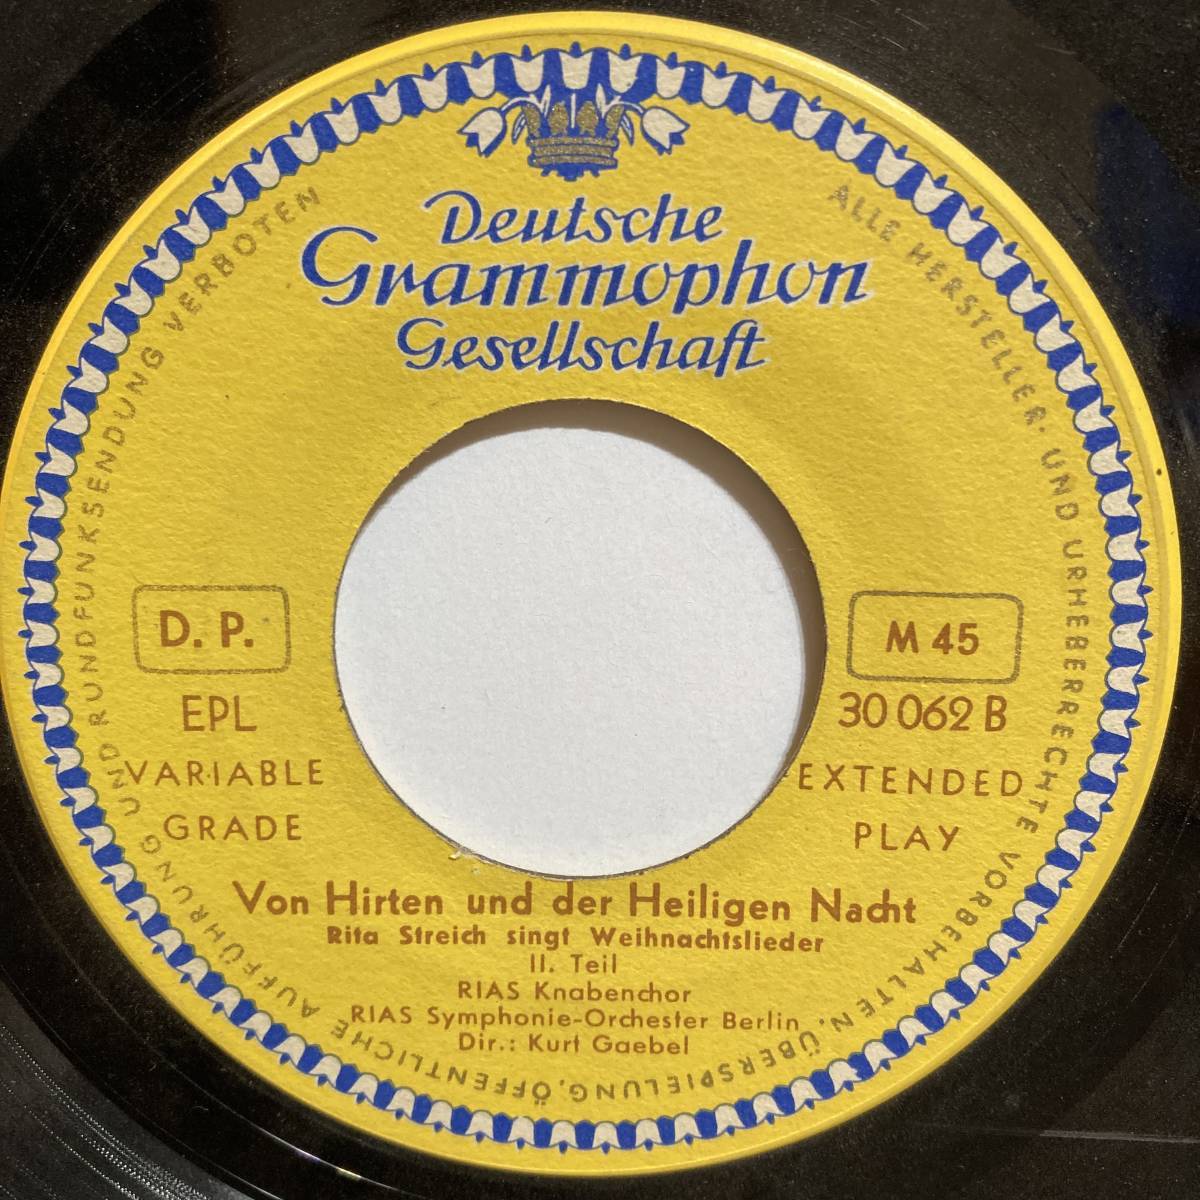 Deutsche
Grammophon
Gesellschaft
ALLE HERSTELLER- UND URHEBERRECHTE VORBEHALTEN. ÜBERSPIELUNG, ÖFFENTLICHE AUFFÜHRUNG UND RUNDFUNKSENDUNG VERBOTEN
D. P.
EPL
VARIABLE
GRADE
M 45
30 062 B
EXTENDED
PLAY
Von Hirten und der Heiligen Nacht
Rita Streich singt Weihnachtslieder
II. Teil
RIAS Knabenchor
RIAS Symphonie-Orchester Berlin
Dir.: Kurt Gaebel